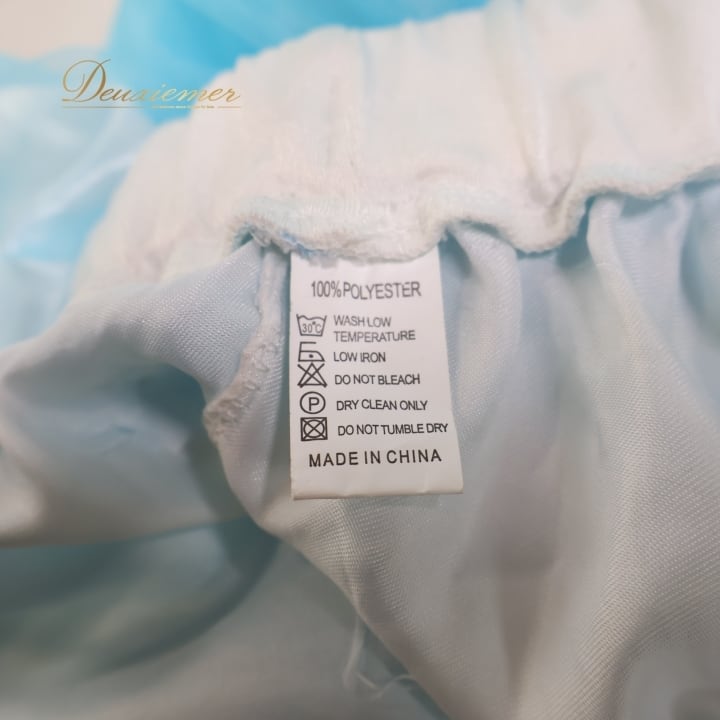 Deuxiemer
100% POLYESTER
30°C WASH LOW
TEMPERATURE
LOW IRON
DO NOT BLEACH
P DRY CLEAN ONLY
DO NOT TUMBLE DRY
MADE IN CHINA